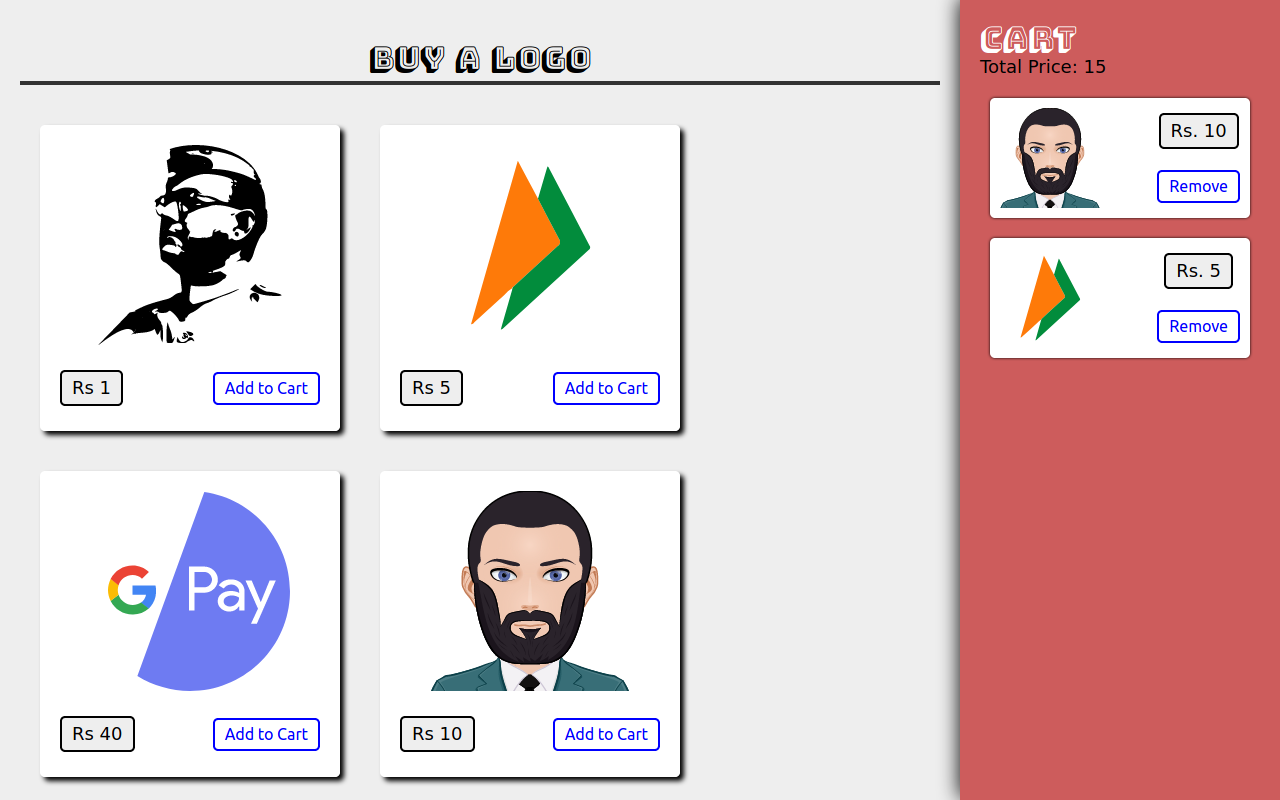 BUY A LOGO
Rs 1
Add to Cart
Rs 5
Add to Cart
G Pay
Rs 40
Add to Cart
Rs 10
Add to Cart
CART
Total Price: 15
Rs. 10
Remove
Rs. 5
Remove